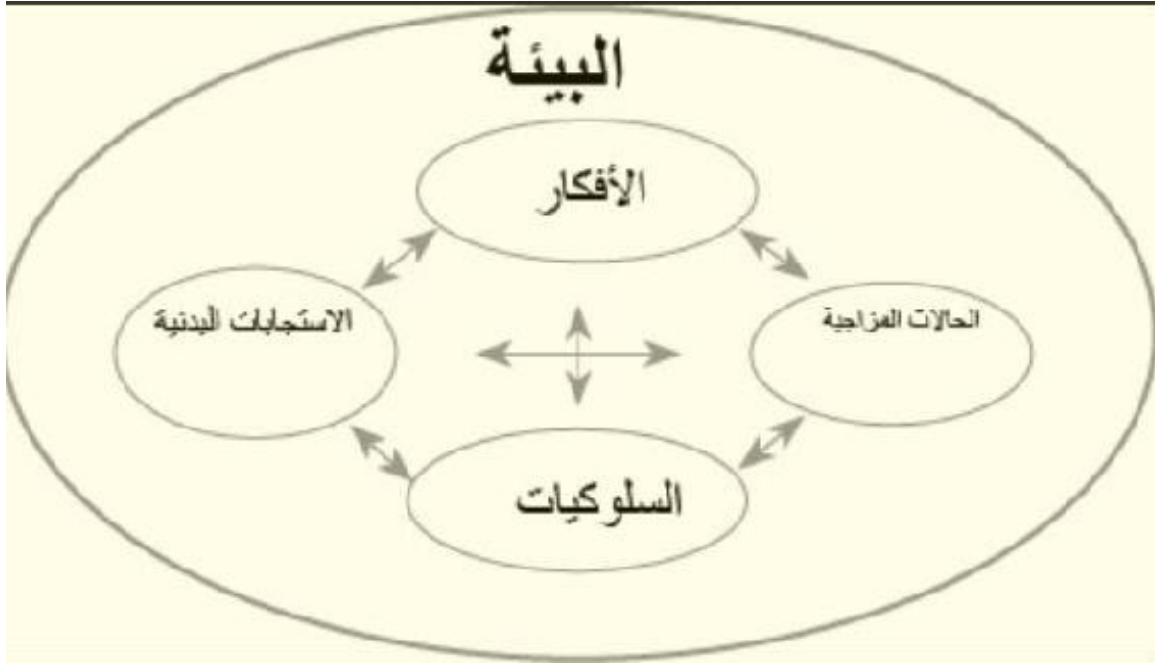 البيئة
الأفكار
الحالات المزاجية
الاستجابات البدنية
السلوكيات